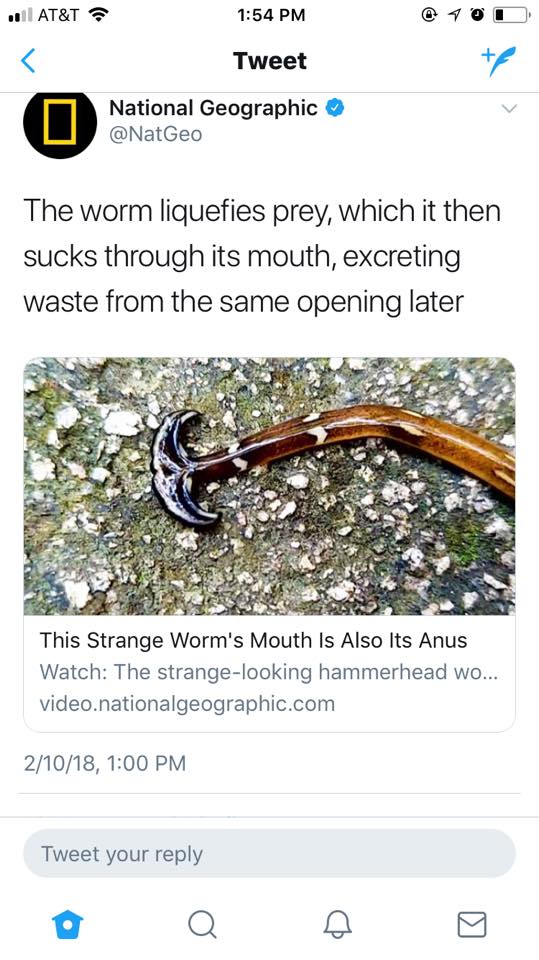 AT&T 1:54 PM
Tweet
National Geographic
@NatGeo
The worm liquefies prey, which it then
sucks through its mouth, excreting
waste from the same opening later
This Strange Worm's Mouth Is Also Its Anus
Watch: The strange-looking hammerhead wo...
video.nationalgeographic.com
2/10/18, 1:00 PM
Tweet your reply